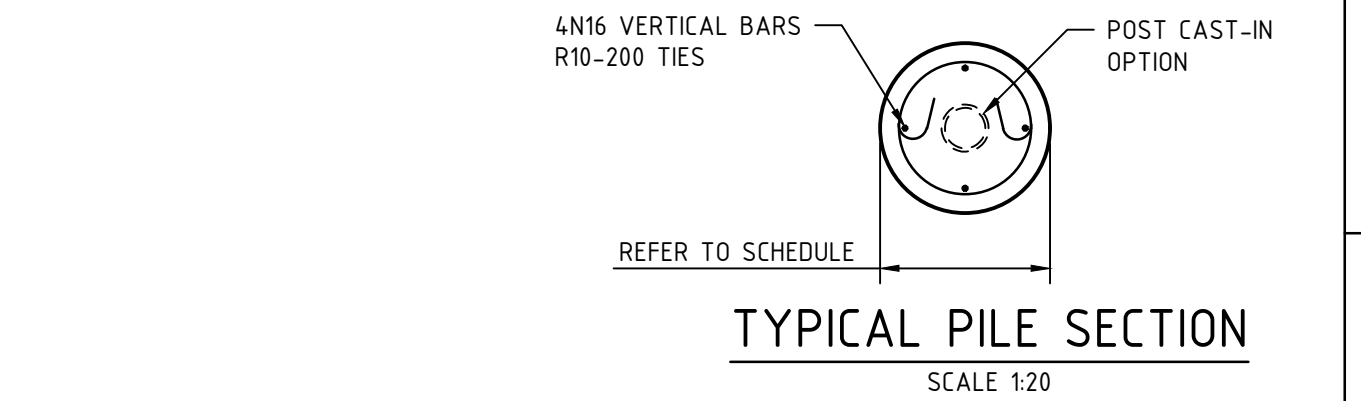 4N16 VERTICAL BARS
R10-200 TIES
POST CAST-IN
OPTION
REFER TO SCHEDULE
TYPICAL PILE SECTION
SCALE 1:20